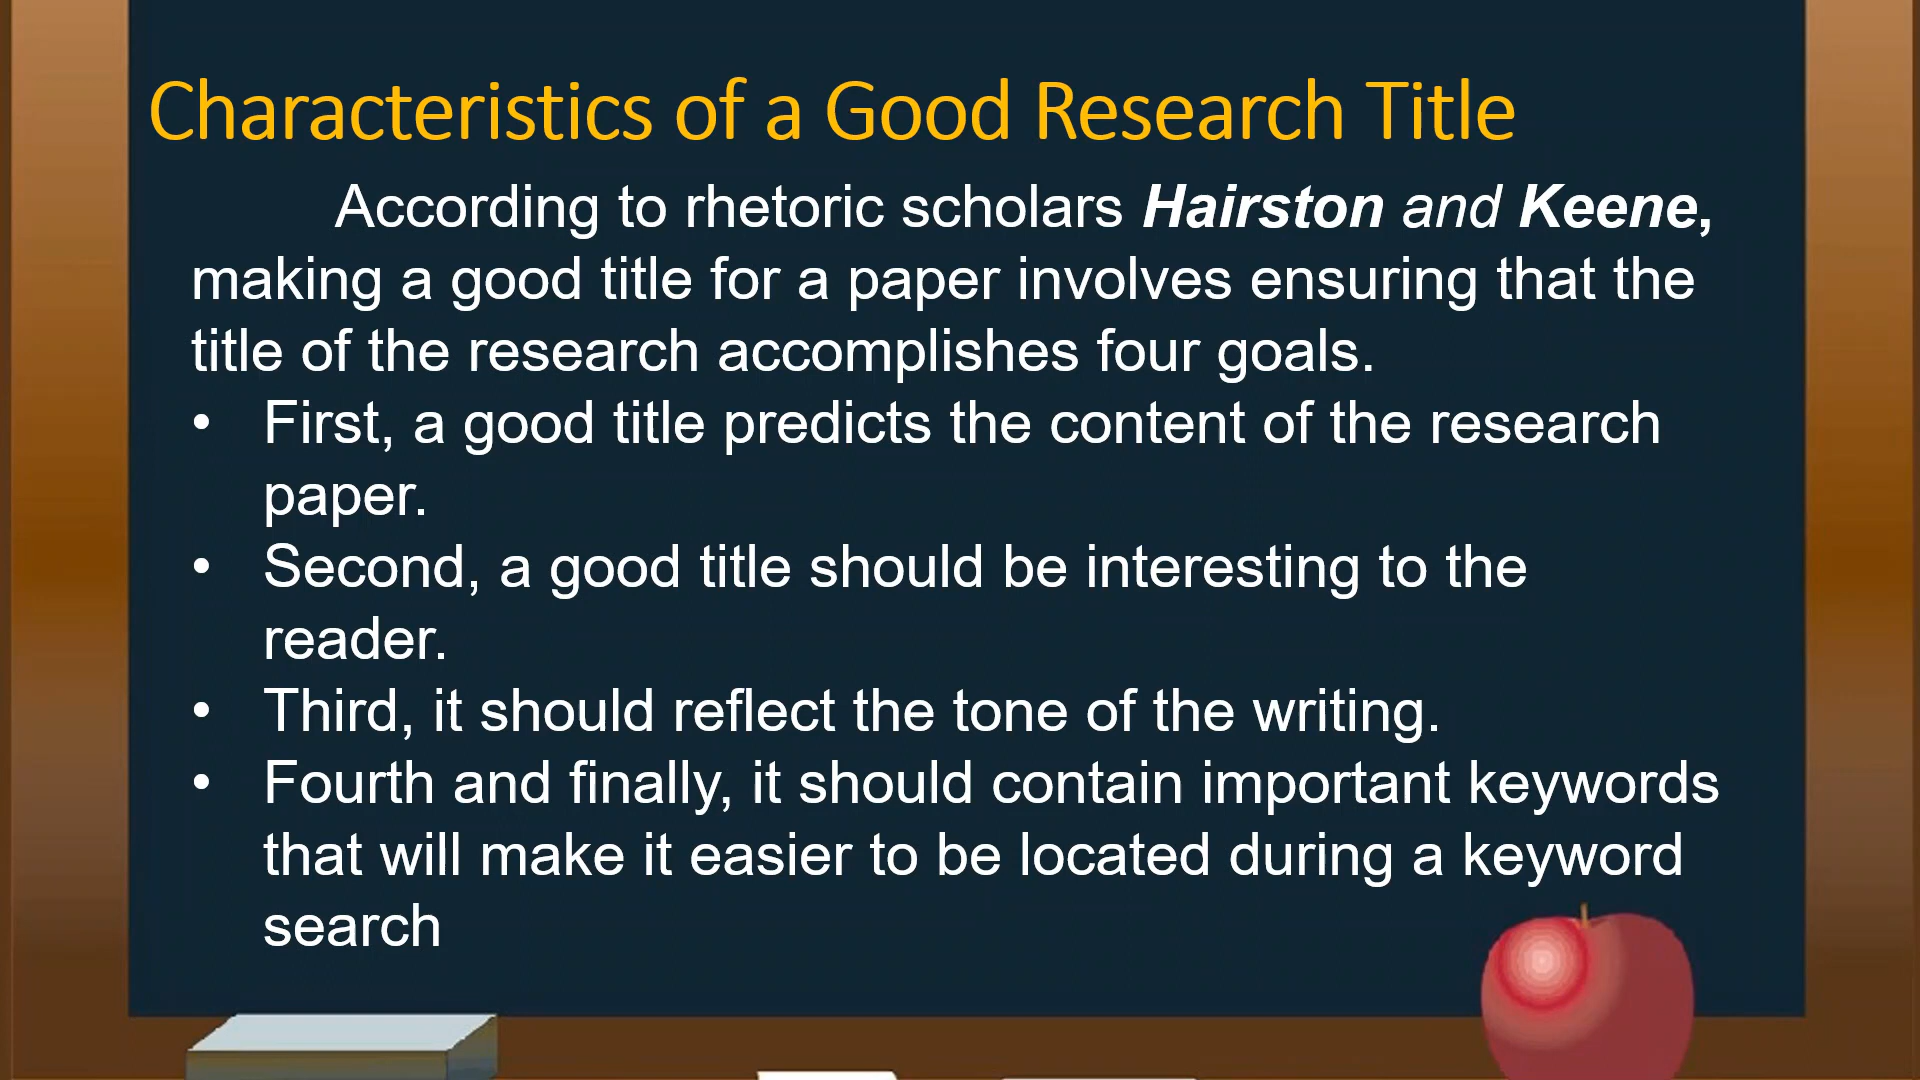 Characteristics of a Good Research Title
According to rhetoric scholars Hairston and Keene,
making a good title for a paper involves ensuring that the
title of the research accomplishes four goals.
• First, a good title predicts the content of the research
paper.
• Second, a good title should be interesting to the
reader.
• Third, it should reflect the tone of the writing.
• Fourth and finally, it should contain important keywords
that will make it easier to be located during a keyword
search